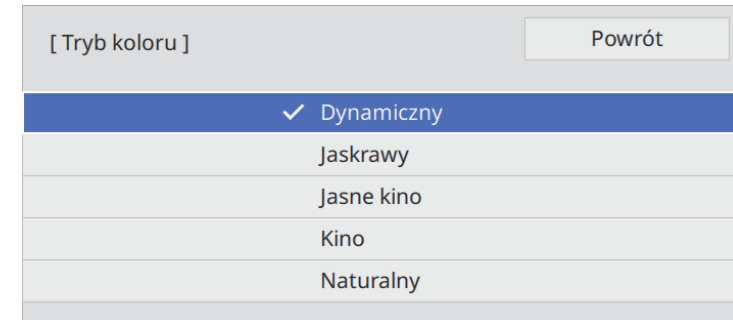 [ Tryb koloru ]
Powrót
Dynamiczny
Jaskrawy
Jasne kino
Kino
Naturalny